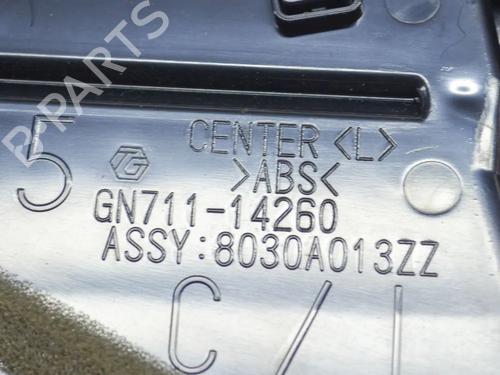 B-PARTS
5
CENTER <L>
>ABS<
GN711-14260
ASSY:8030A013ZZ
C/